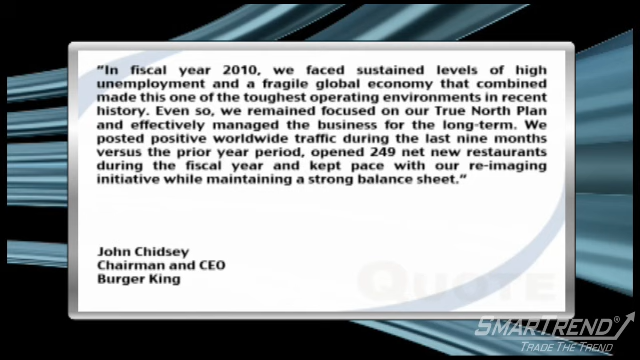 "In fiscal year 2010, we faced sustained levels of high
unemployment and a fragile global economy that combined
made this one of the toughest operating environments in recent
history. Even so, we remained focused on our True North Plan
and effectively managed the business for the long-term. We
posted positive worldwide traffic during the last nine months
versus the prior year period, opened 249 net new restaurants
during the fiscal year and kept pace with our re-imaging
initiative while maintaining a strong balance sheet."
John Chidsey
Chairman and CEO
Burger King
QUOTE
SMARTREND®
TRADE THE TREND